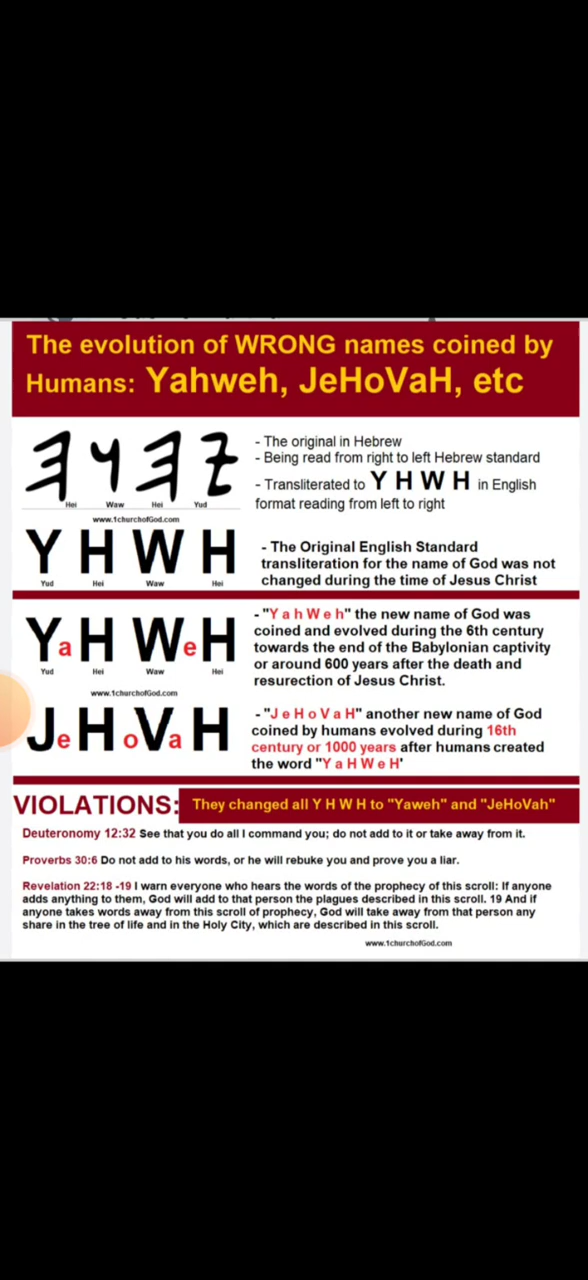 The evolution of WRONG names coined by
Humans: Yahweh, JeHoVaH, etc
𐤉𐤄𐤅𐤄
Hei Waw Hei Yud
www.1churchofGod.com
- The original in Hebrew
- Being read from right to left Hebrew standard
- Transliterated to Y H W H in English
format reading from left to right
Y H W H
Yud Hei Waw Hei
- The Original English Standard
transliteration for the name of God was not
changed during the time of Jesus Christ
YaHWeH
Yud Hei Waw Hei
www.1churchofGod.com
- "Y a h W e h" the new name of God was
coined and evolved during the 6th century
towards the end of the Babylonian captivity
or around 600 years after the death and
resurection of Jesus Christ.
JeHoVaH
- "J e H o V a H" another new name of God
coined by humans evolved during 16th
century or 1000 years after humans created
the word "Y a H W e H'
VIOLATIONS: They changed all Y H W H to "Yaweh" and "JeHoVah"
Deuteronomy 12:32 See that you do all I command you; do not add to it or take away from it.
Proverbs 30:6 Do not add to his words, or he will rebuke you and prove you a liar.
Revelation 22:18 -19 I warn everyone who hears the words of the prophecy of this scroll: If anyone
adds anything to them, God will add to that person the plagues described in this scroll. 19 And if
anyone takes words away from this scroll of prophecy, God will take away from that person any
share in the tree of life and in the Holy City, which are described in this scroll.
www.1churchofGod.com